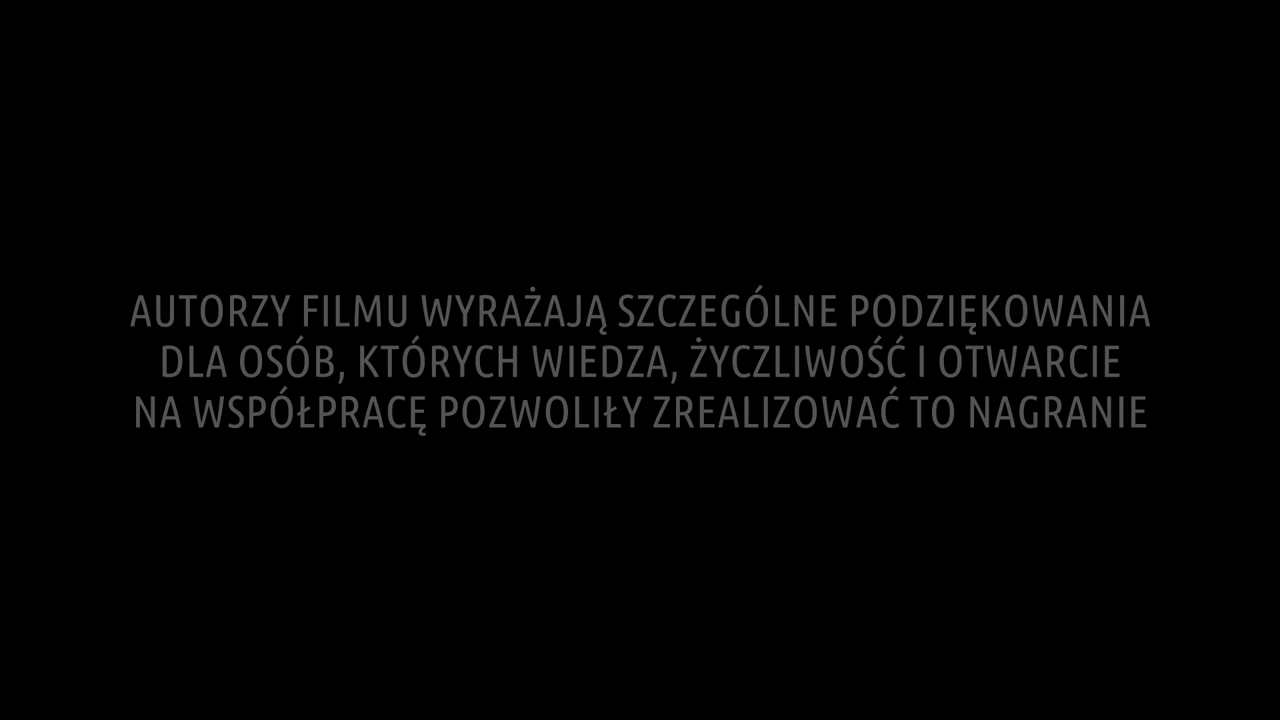 AUTORZY FILMU WYRAŻAJĄ SZCZEGÓLNE PODZIĘKOWANIA
DLA OSÓB, KTÓRYCH WIEDZA, ŻYCZLIWOŚĆ I OTWARCIE
NA WSPÓŁPRACĘ POZWOLIŁY ZREALIZOWAĆ TO NAGRANIE